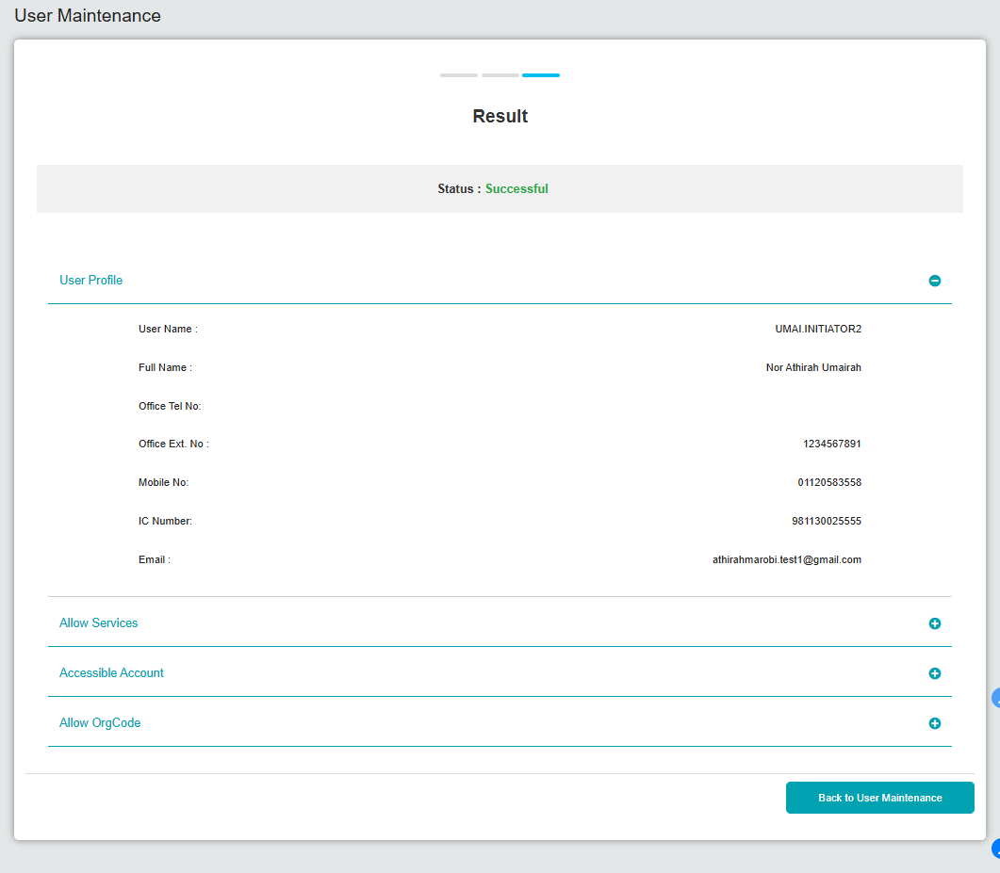 User Maintenance
Result
Status : Successful
User Profile
User Name : UMAI.INITIATOR2
Full Name : Nor Athirah Umairah
Office Tel No:
Office Ext. No : 1234567891
Mobile No: 01120583558
IC Number: 981130025555
Email : athirahmarobi.test1@gmail.com
Allow Services
Accessible Account
Allow OrgCode
Back to User Maintenance